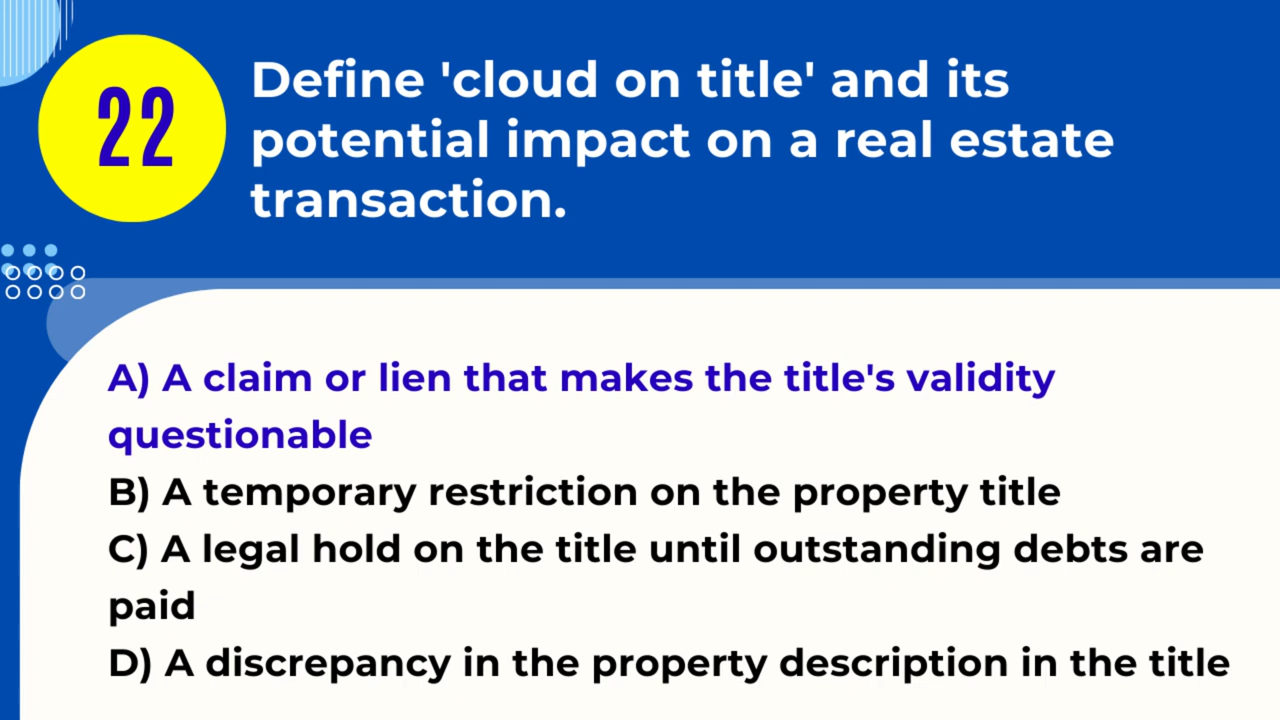 22
Define 'cloud on title' and its
potential impact on a real estate
transaction.
A) A claim or lien that makes the title's validity
questionable
B) A temporary restriction on the property title
C) A legal hold on the title until outstanding debts are
paid
D) A discrepancy in the property description in the title